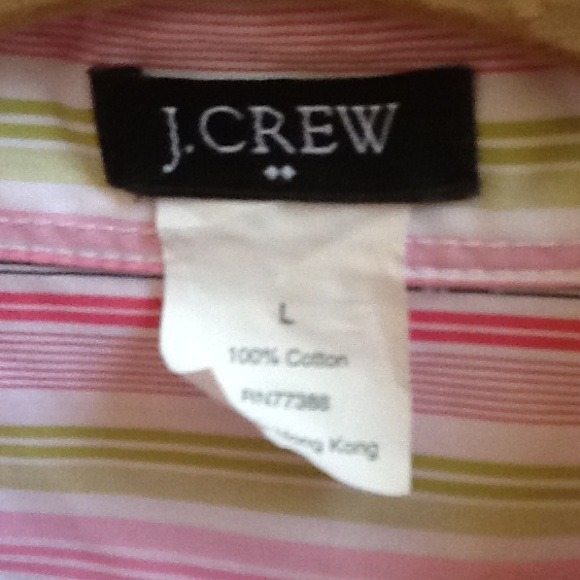 J.CREW
L
100% Cotton
RN77388
Hong Kong